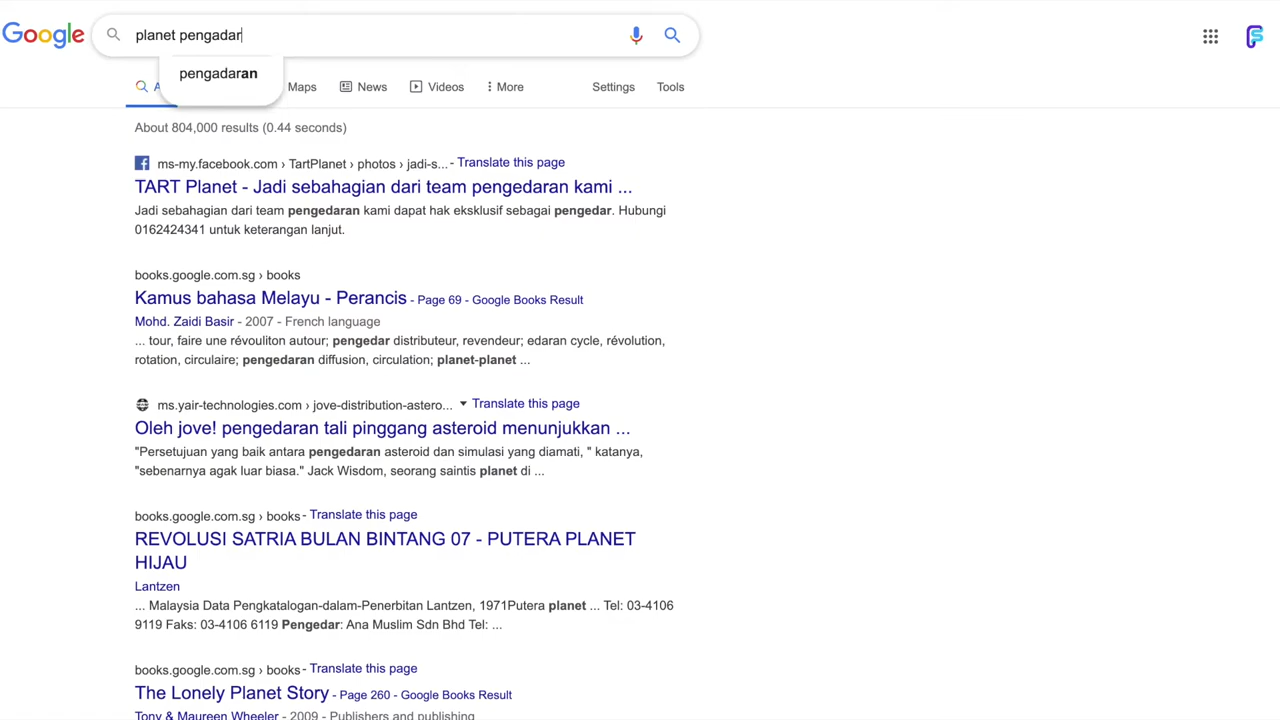 Google
planet pengadar
pengadaran
Maps
News
Videos
More
Settings
Tools
About 804,000 results (0.44 seconds)
ms-my.facebook.com › TartPlanet › photos › jadi-s... - Translate this page
TART Planet - Jadi sebahagian dari team pengedaran kami ...
Jadi sebahagian dari team pengedaran kami dapat hak eksklusif sebagai pengedar. Hubungi
0162424341 untuk keterangan lanjut.
books.google.com.sg › books
Kamus bahasa Melayu - Perancis - Page 69 - Google Books Result
Mohd. Zaidi Basir - 2007 - French language
... tour, faire une révouliton autour; pengedar distributeur, revendeur; edaran cycle, révolution,
rotation, circulaire; pengedaran diffusion, circulation; planet-planet ...
ms.yair-technologies.com › jove-distribution-astero... Translate this page
Oleh jove! pengedaran tali pinggang asteroid menunjukkan ...
"Persetujuan yang baik antara pengedaran asteroid dan simulasi yang diamati, " katanya,
"sebenarnya agak luar biasa." Jack Wisdom, seorang saintis planet di ...
books.google.com.sg › books - Translate this page
REVOLUSI SATRIA BULAN BINTANG 07 - PUTERA PLANET
HIJAU
Lantzen
... Malaysia Data Pengkatalogan-dalam-Penerbitan Lantzen, 1971Putera planet ... Tel: 03-4106
9119 Faks: 03-4106 6119 Pengedar: Ana Muslim Sdn Bhd Tel: ...
books.google.com.sg › books - Translate this page
The Lonely Planet Story - Page 260 - Google Books Result
Tony & Maureen Wheeler - 2009 - Publishers and publishing